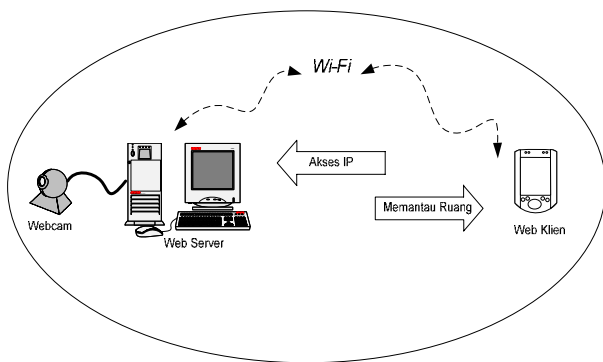 Wi-Fi
Akses IP
Memantau Ruang
Webcam
Web Server
Web Klien